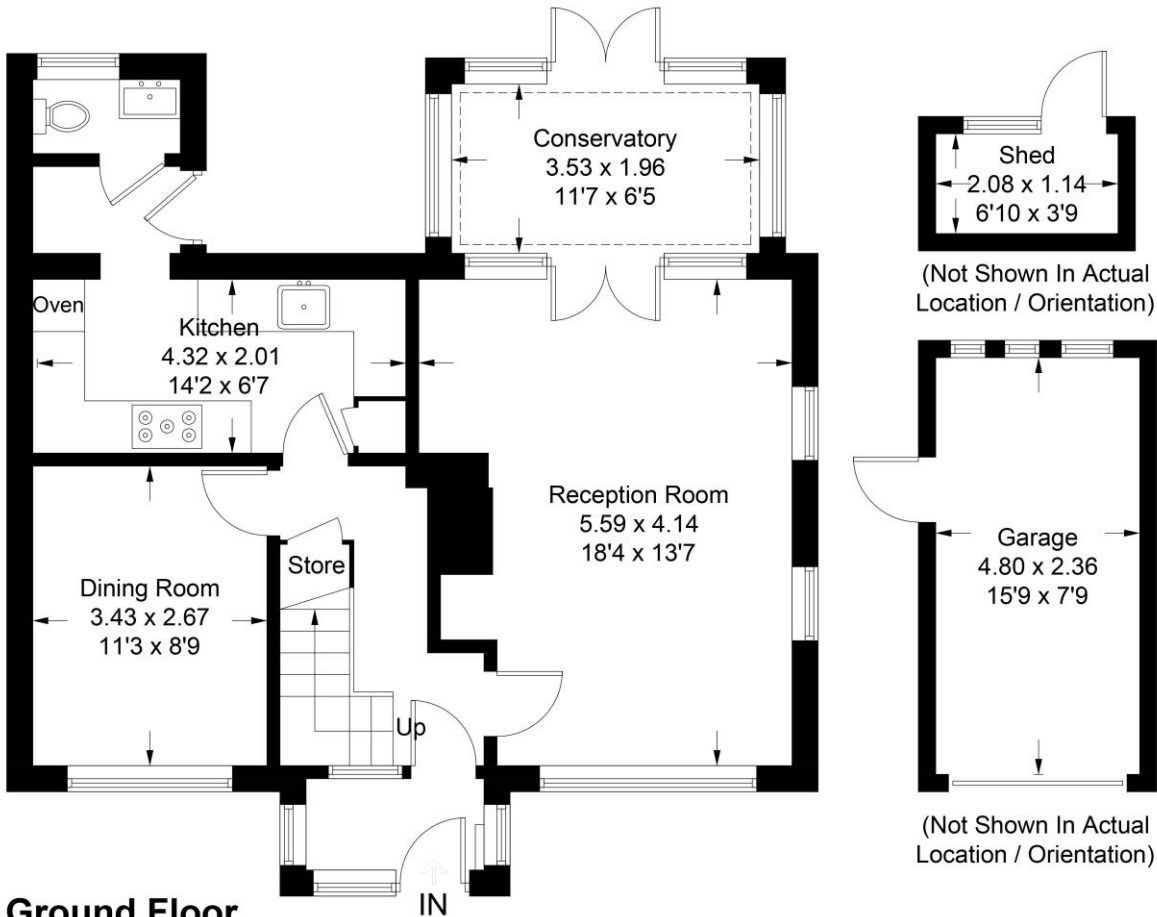 Conservatory
3.53 x 1.96
11'7 x 6'5
Shed
2.08 x 1.14
6'10 x 3'9
(Not Shown In Actual
Location / Orientation)
Oven
Kitchen
4.32 x 2.01
14'2 x 6'7
Reception Room
5.59 x 4.14
18'4 x 13'7
Garage
4.80 x 2.36
15'9 x 7'9
Store
Dining Room
3.43 x 2.67
11'3 x 8'9
Up
(Not Shown In Actual
Location / Orientation)
IN
Ground Floor